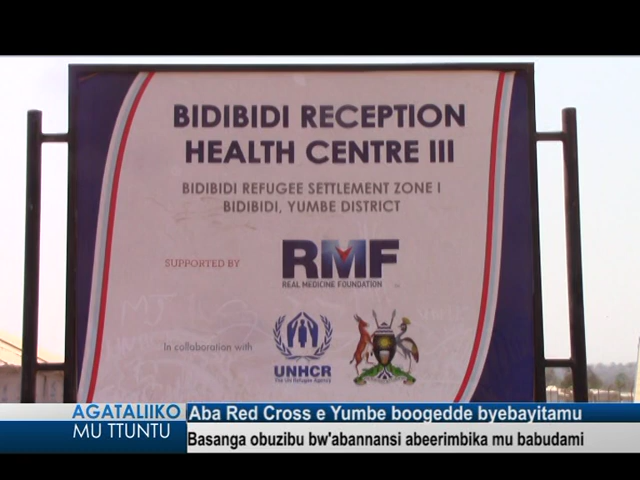 BIDIBIDI RECEPTION
HEALTH CENTRE III
BIDIBIDI REFUGEE SETTLEMENT ZONE I
BIDIBIDI, YUMBE DISTRICT
SUPPORTED BY
RMF
REAL MEDICINE FOUNDATION
In collaboration with
UNHCR
The UN Refugee Agency
AGATALIIKO
MU TTUNTU
Aba Red Cross e Yumbe boogedde byebayitamu
Basanga obuzibu bw'abannansi abeerimbika mu babudami